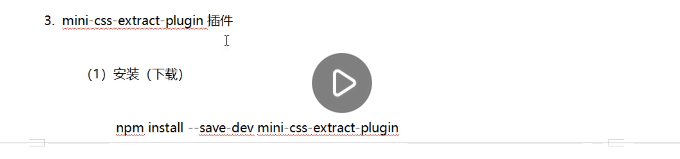 3. mini-css-extract-plugin 插件
（1）安装（下载）
npm install --save-dev mini-css-extract-plugin